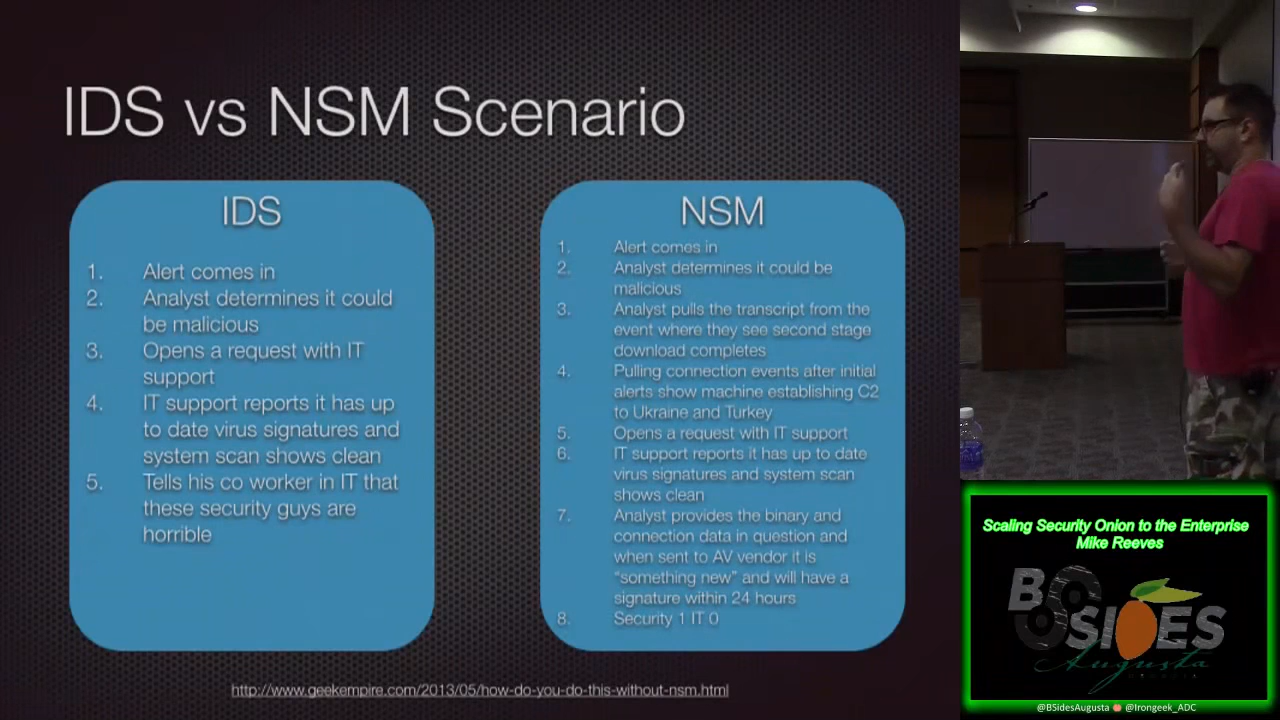 IDS vs NSM Scenario
IDS
1. Alert comes in
2. Analyst determines it could
be malicious
3. Opens a request with IT
support
4. IT support reports it has up
to date virus signatures and
system scan shows clean
5. Tells his co worker in IT that
these security guys are
horrible
NSM
1. Alert comes in
2. Analyst determines it could be
malicious
3. Analyst pulls the transcript from the
event where they see second stage
download completes
4. Pulling connection events after initial
alerts show machine establishing C2
to Ukraine and Turkey
5. Opens a request with IT support
6. IT support reports it has up to date
virus signatures and system scan
shows clean
7. Analyst provides the binary and
connection data in question and
when sent to AV vendor it is
“something new” and will have a
signature within 24 hours
8. Security 1 IT 0
http://www.geekempire.com/2013/05/how-do-you-do-this-without-nsm.html
Scaling Security Onion to the Enterprise
Mike Reeves
BSIDES
Augusta
GEORGIA
@BSidesAugusta @Irongeek_ADC